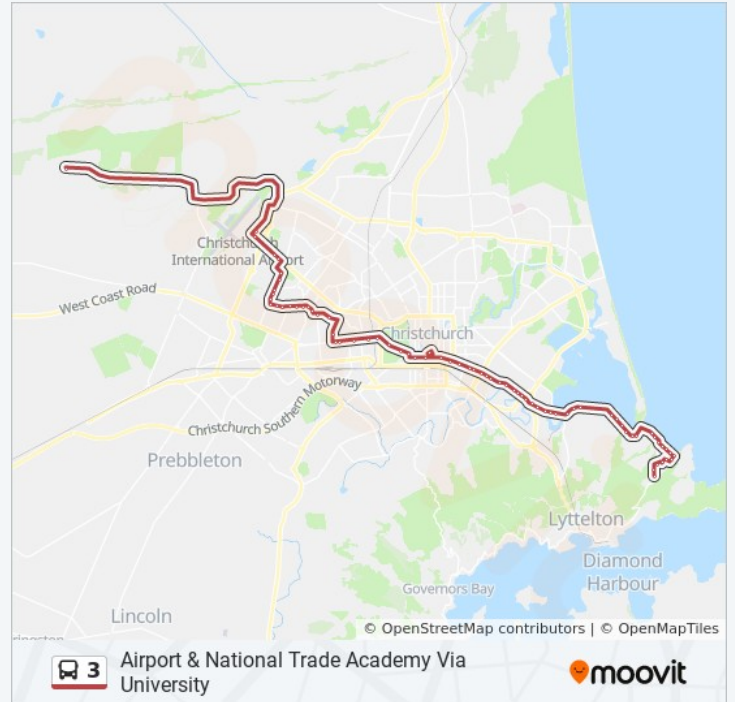 Christchurch
International Airport
West Coast Road
Christchurch
Christchurch Southern Motorway
Prebbleton
Lyttelton
Diamond
Harbour
Governors Bay
Lincoln
© OpenStreetMap contributors | © OpenMapTiles
3
Airport & National Trade Academy Via
University
moovit